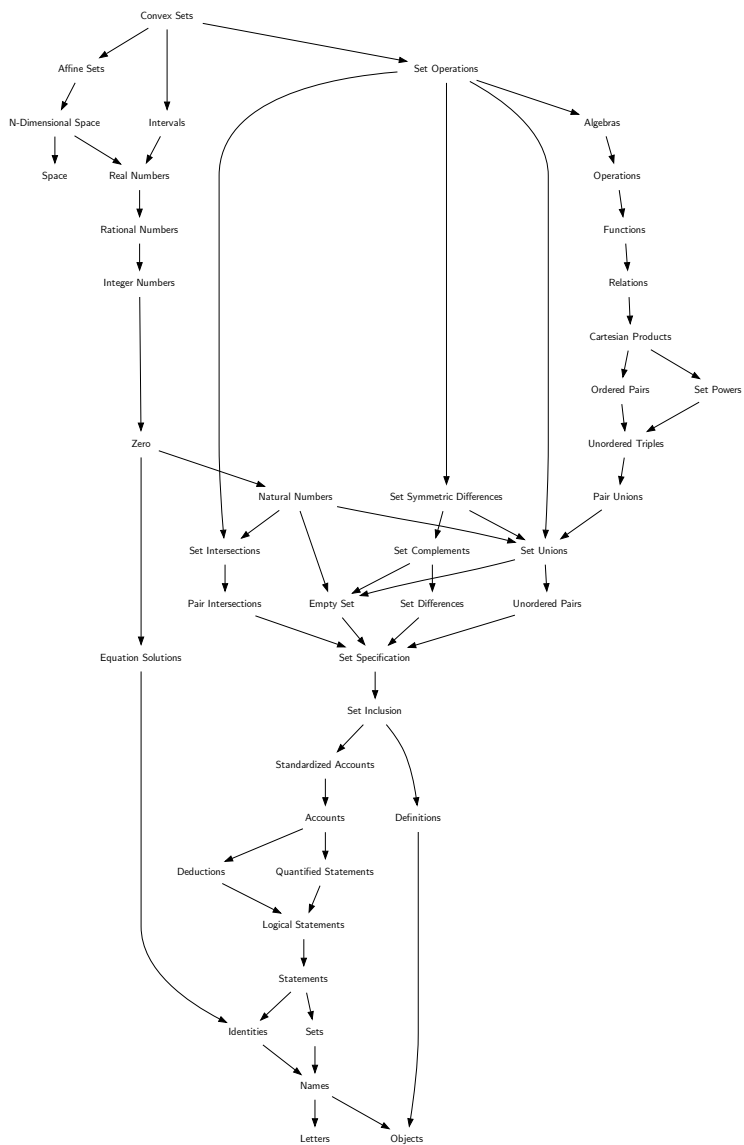 Convex Sets
Affine Sets
Set Operations
N-Dimensional Space
Intervals
Algebras
Space
Real Numbers
Operations
Rational Numbers
Functions
Integer Numbers
Relations
Cartesian Products
Ordered Pairs
Set Powers
Zero
Unordered Triples
Natural Numbers
Set Symmetric Differences
Pair Unions
Set Intersections
Set Complements
Set Unions
Pair Intersections
Empty Set
Set Differences
Unordered Pairs
Equation Solutions
Set Specification
Set Inclusion
Standardized Accounts
Accounts
Definitions
Deductions
Quantified Statements
Logical Statements
Statements
Identities
Sets
Names
Letters
Objects